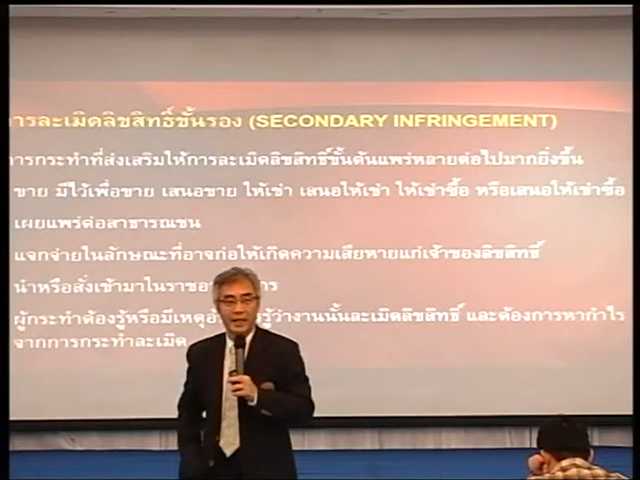 การละเมิดลิขสิทธิ์ขั้นรอง (SECONDARY INFRINGEMENT)
การกระทำที่ส่งเสริมให้การละเมิดลิขสิทธิ์ขั้นต้นแพร่หลายต่อไปมากยิ่งขึ้น
ขาย มีไว้เพื่อขาย เสนอขาย ให้เช่า เสนอให้เช่า ให้เช่าซื้อ หรือเสนอให้เช่าซื้อ
เผยแพร่ต่อสาธารณชน
แจกจ่ายในลักษณะที่อาจก่อให้เกิดความเสียหายแก่เจ้าของลิขสิทธิ์
นำหรือสั่งเข้ามาในราชอ
ผู้กระทำต้องรู้หรือมีเหตุ รู้ว่างานนั้นละเมิดลิขสิทธิ์ และต้องการหากำไร
จากการกระทำละเมิด